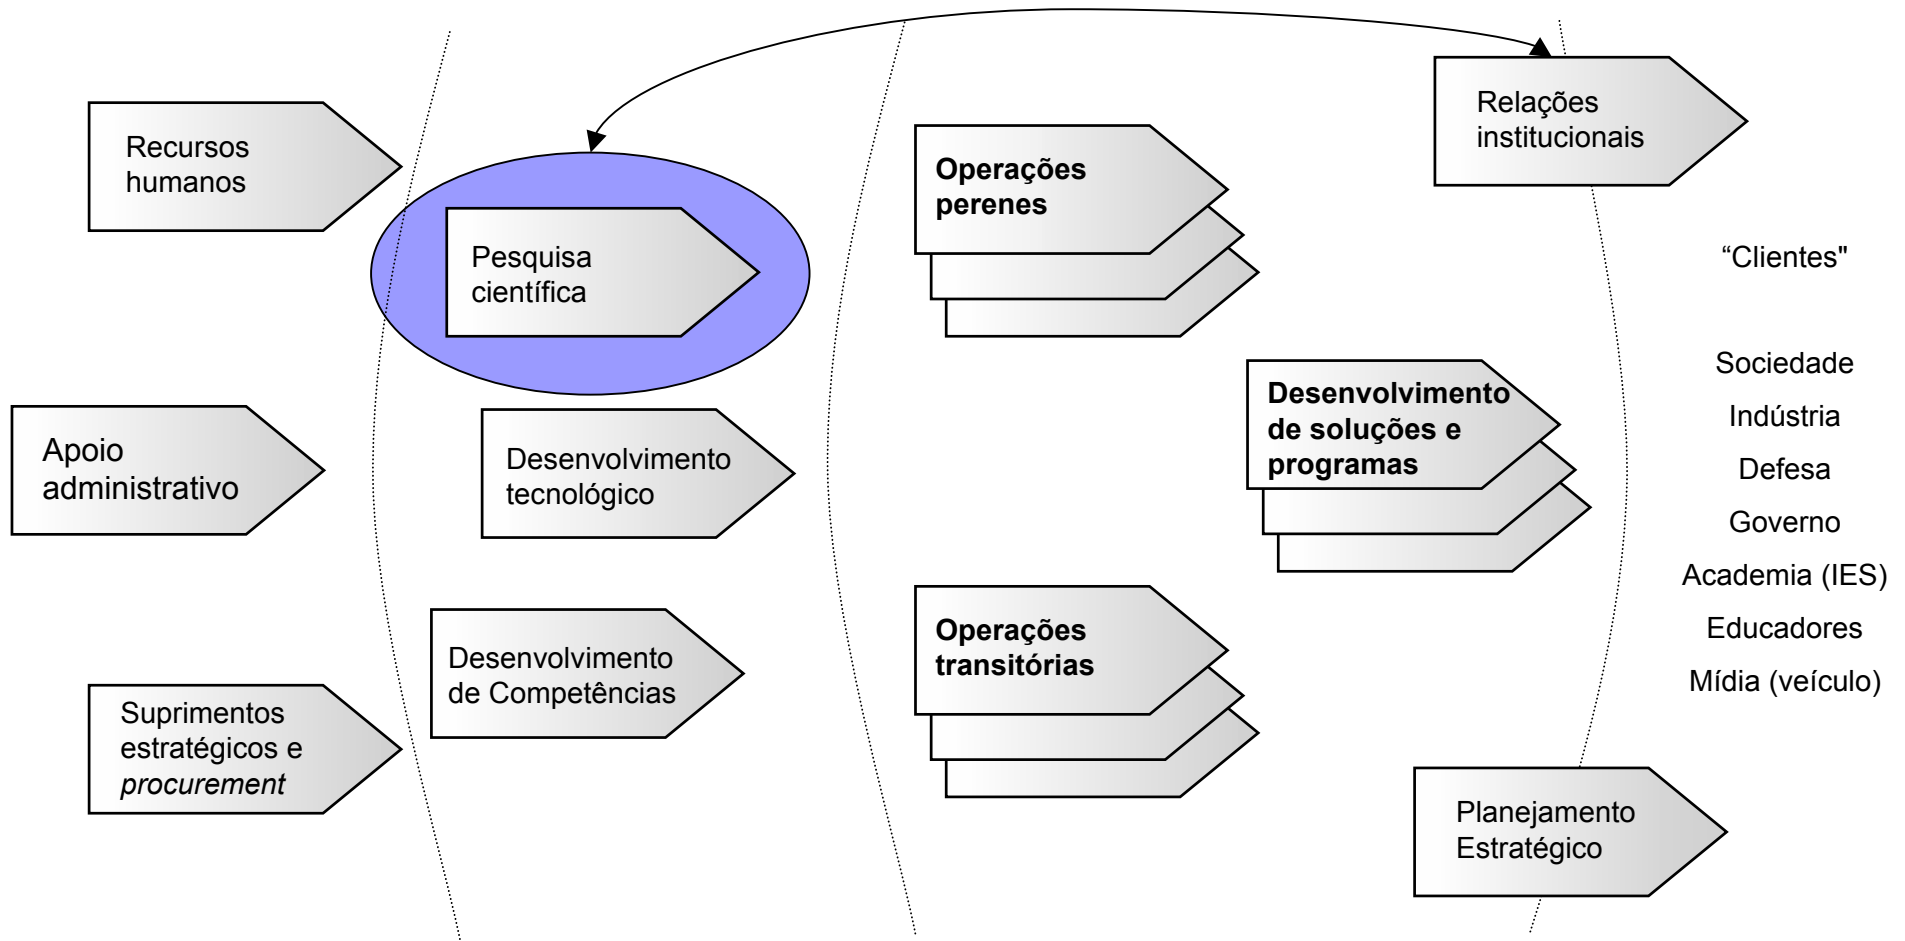 Recursos
humanos
Apoio
administrativo
Suprimentos
estratégicos e
procurement
Pesquisa
científica
Desenvolvimento
tecnológico
Desenvolvimento
de Competências
Operações
perenes
Operações
transitórias
Desenvolvimento
de soluções e
programas
Relações
institucionais
Planejamento
Estratégico
“Clientes"
Sociedade
Indústria
Defesa
Governo
Academia (IES)
Educadores
Mídia (veículo)